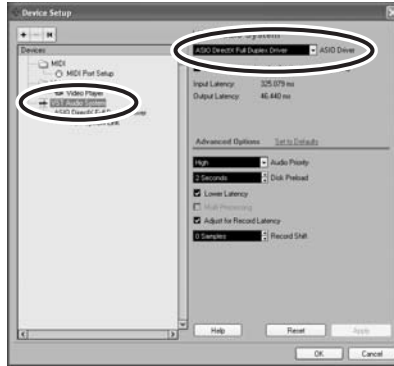 Device Setup
Devices
MIDI
MIDI Port Setup
Video Player
VST Audio System
ASIO DirectX Full Duplex Driver
ASIO Driver
Input Latency:
325.079 ms
Output Latency:
46.440 ms
Advanced Options
Set to Defaults
High
Audio Priority
2 Seconds
Disk Preload
Lower Latency
Multi Processing
Adjust for Record Latency
0 Samples
Record Shift
Help
Reset
Apply
OK
Cancel